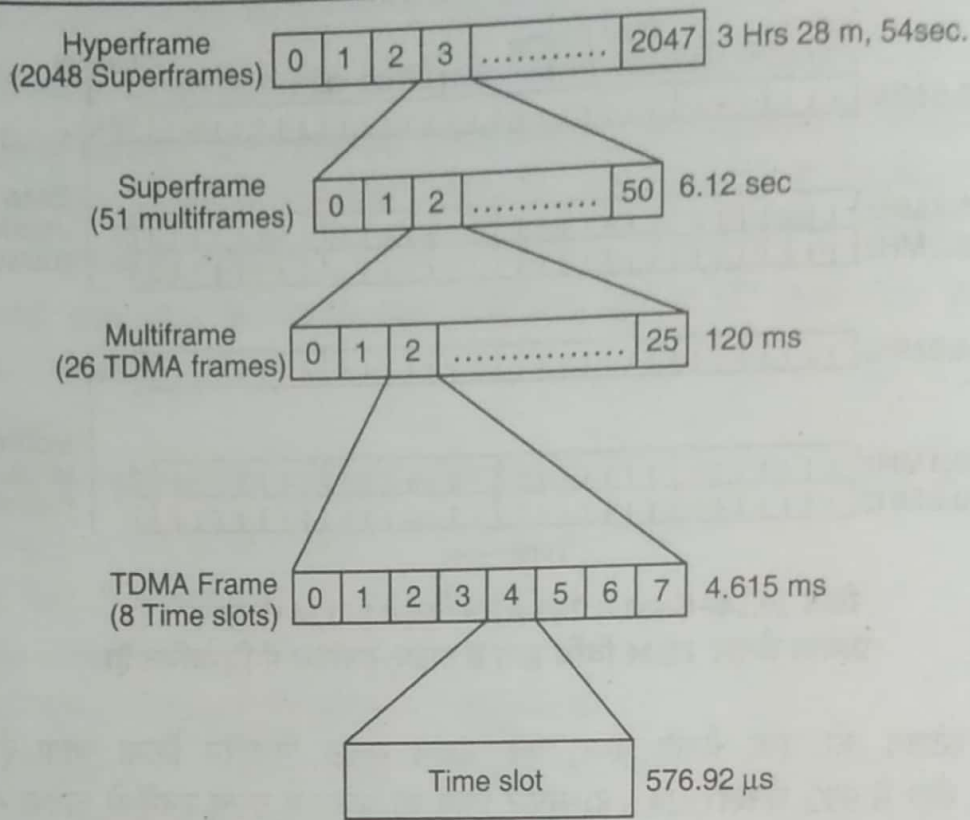 Hyperframe
(2048 Superframes)
0 1 2 3 ........... 2047
3 Hrs 28 m, 54sec.
Superframe
(51 multiframes)
0 1 2 ........... 50
6.12 sec
Multiframe
(26 TDMA frames)
0 1 2 ............... 25
120 ms
TDMA Frame
(8 Time slots)
0 1 2 3 4 5 6 7
4.615 ms
Time slot
576.92 µs